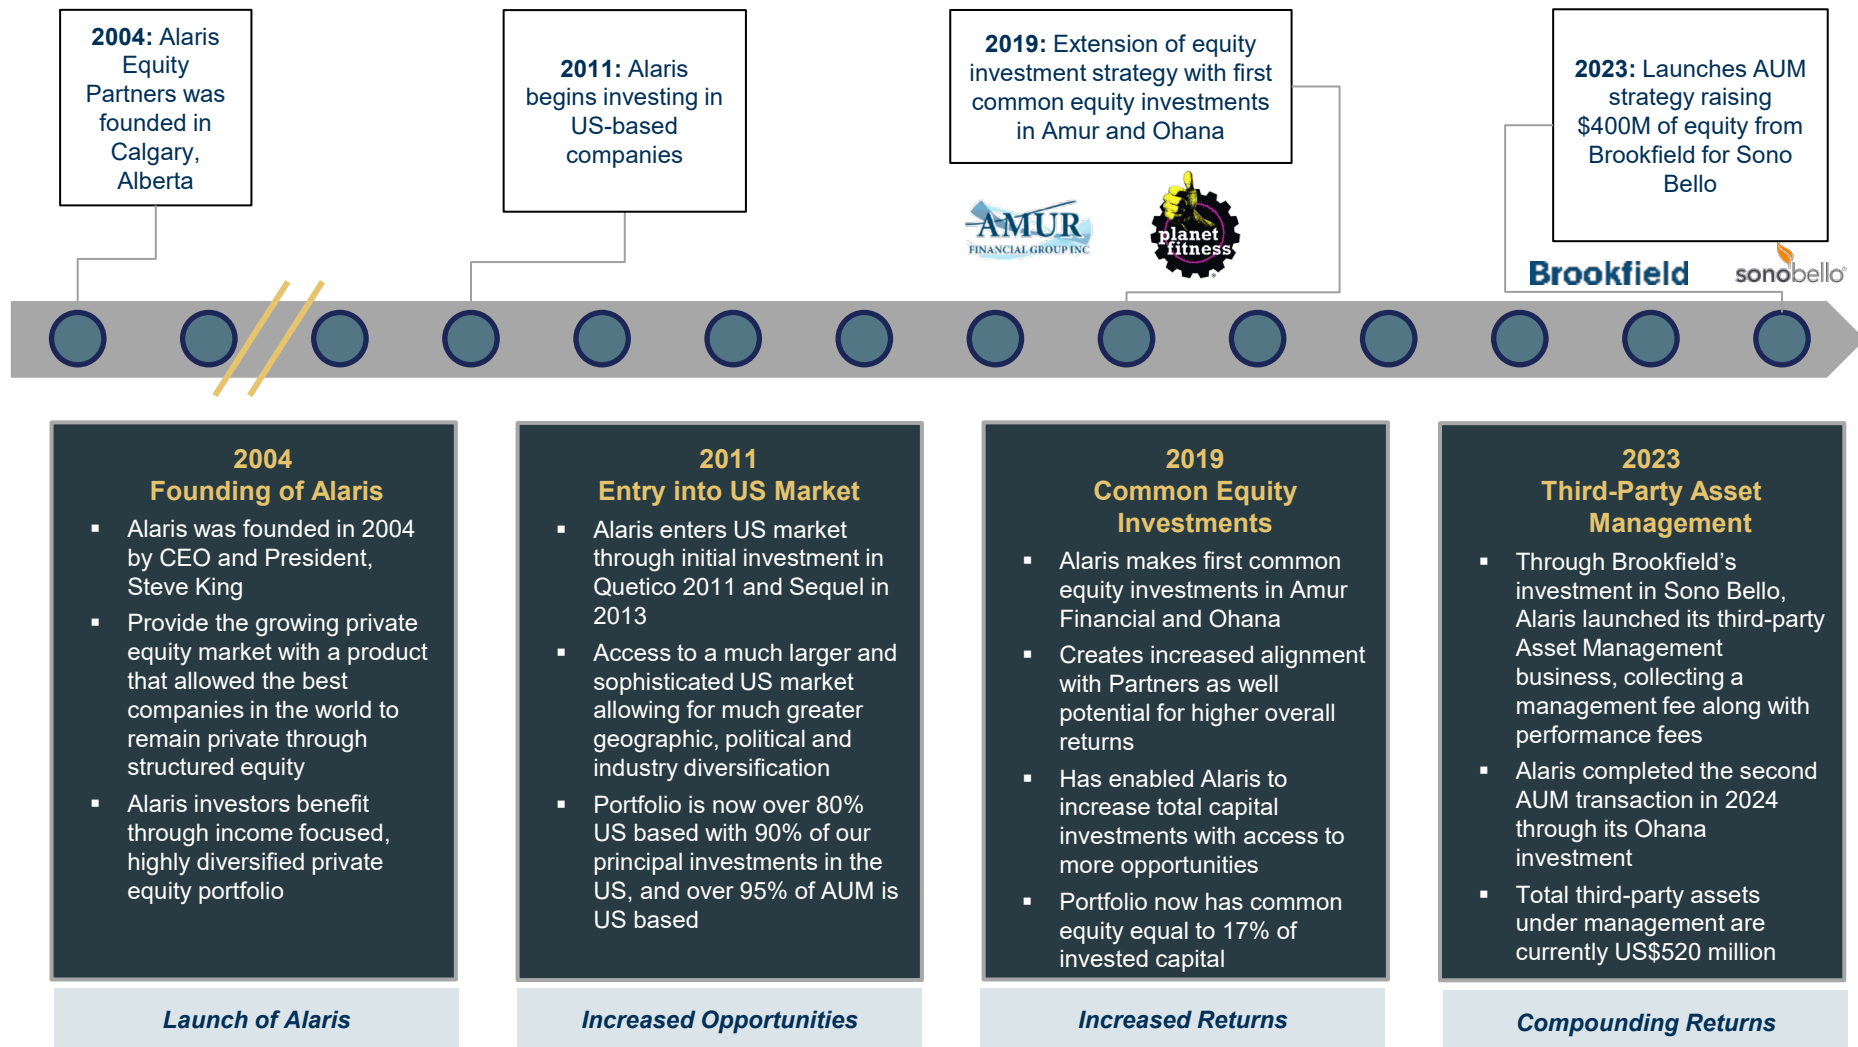 2004: Alaris
Equity
Partners was
founded in
Calgary,
Alberta
2011: Alaris
begins investing in
US-based
companies
2019: Extension of equity
investment strategy with first
common equity investments
in Amur and Ohana
AMUR
FINANCIAL GROUP INC
planet
fitness
2023: Launches AUM
strategy raising
$400M of equity from
Brookfield for Sono
Bello
Brookfield
sonobello
2004
Founding of Alaris
▪ Alaris was founded in 2004
by CEO and President,
Steve King
▪ Provide the growing private
equity market with a product
that allowed the best
companies in the world to
remain private through
structured equity
▪ Alaris investors benefit
through income focused,
highly diversified private
equity portfolio
Launch of Alaris
2011
Entry into US Market
▪ Alaris enters US market
through initial investment in
Quetico 2011 and Sequel in
2013
▪ Access to a much larger and
sophisticated US market
allowing for much greater
geographic, political and
industry diversification
▪ Portfolio is now over 80%
US based with 90% of our
principal investments in the
US, and over 95% of AUM is
US based
Increased Opportunities
2019
Common Equity
Investments
▪ Alaris makes first common
equity investments in Amur
Financial and Ohana
▪ Creates increased alignment
with Partners as well
potential for higher overall
returns
▪ Has enabled Alaris to
increase total capital
investments with access to
more opportunities
▪ Portfolio now has common
equity equal to 17% of
invested capital
Increased Returns
2023
Third-Party Asset
Management
▪ Through Brookfield’s
investment in Sono Bello,
Alaris launched its third-party
Asset Management
business, collecting a
management fee along with
performance fees
▪ Alaris completed the second
AUM transaction in 2024
through its Ohana
investment
▪ Total third-party assets
under management are
currently US$520 million
Compounding Returns